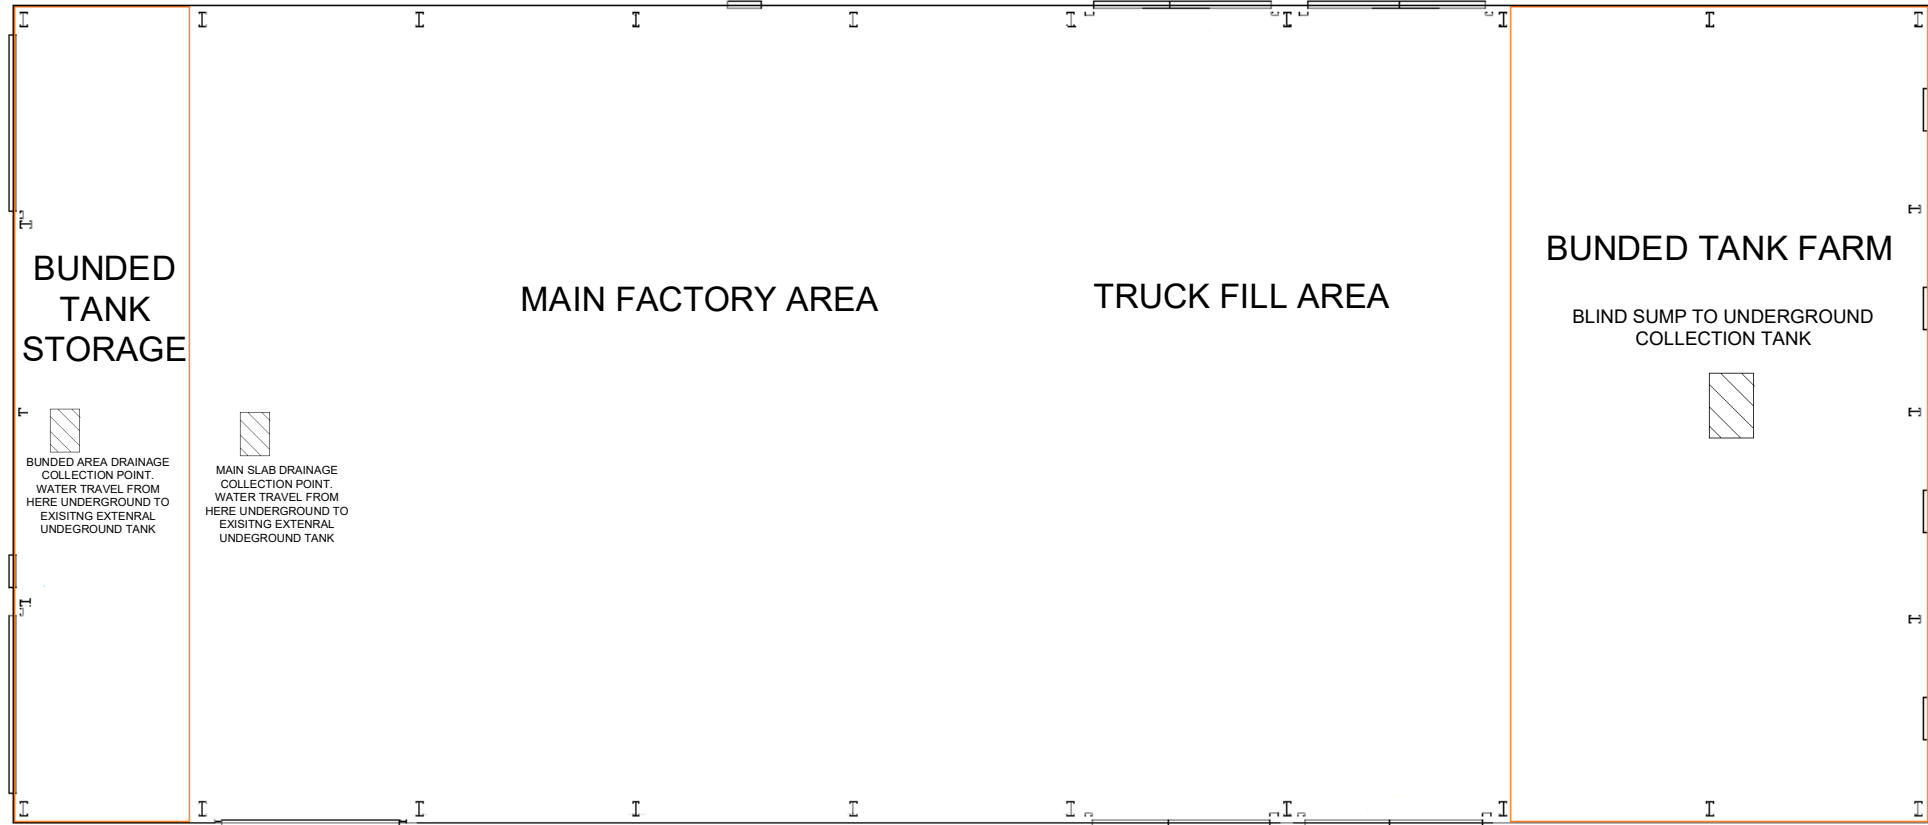 BUNDED
TANK
STORAGE
BUNDED AREA DRAINAGE
COLLECTION POINT.
WATER TRAVEL FROM
HERE UNDERGROUND TO
EXISITNG EXTENRAL
UNDEGROUND TANK
MAIN SLAB DRAINAGE
COLLECTION POINT.
WATER TRAVEL FROM
HERE UNDERGROUND TO
EXISITNG EXTENRAL
UNDEGROUND TANK
MAIN FACTORY AREA
TRUCK FILL AREA
BUNDED TANK FARM
BLIND SUMP TO UNDERGROUND
COLLECTION TANK